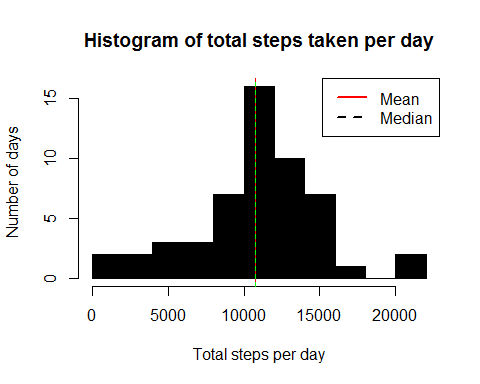 Histogram of total steps taken per day
Mean
Median
Number of days
0
5
10
15
0
5000
10000
15000
20000
Total steps per day